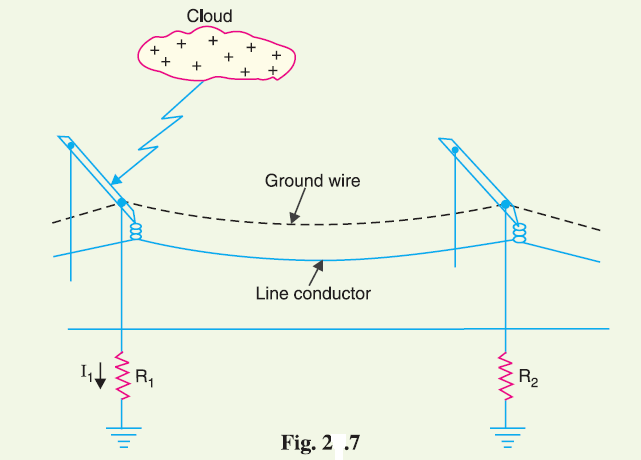 Cloud
+ + + + + + + + + +
Ground wire
Line conductor
I₁ R₁ R₂
Fig. 2 .7